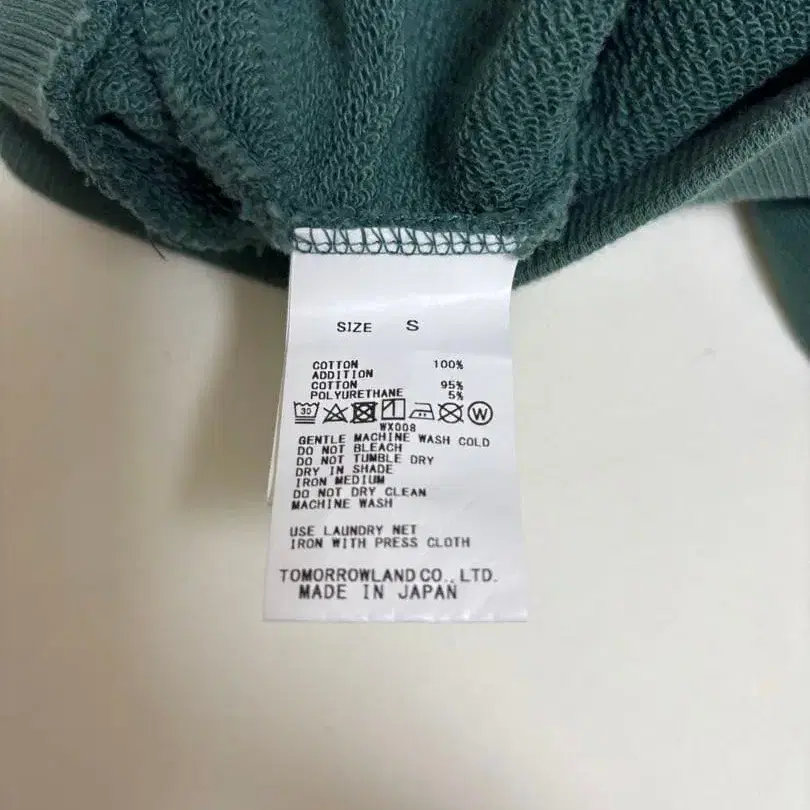 SIZE S
COTTON 100%
ADDITION
COTTON 95%
POLYURETHANE 5%
30 W
WX008
GENTLE MACHINE WASH COLD
DO NOT BLEACH
DO NOT TUMBLE DRY
DRY IN SHADE
IRON MEDIUM
DO NOT DRY CLEAN
MACHINE WASH
USE LAUNDRY NET
IRON WITH PRESS CLOTH
TOMORROWLAND CO., LTD.
MADE IN JAPAN